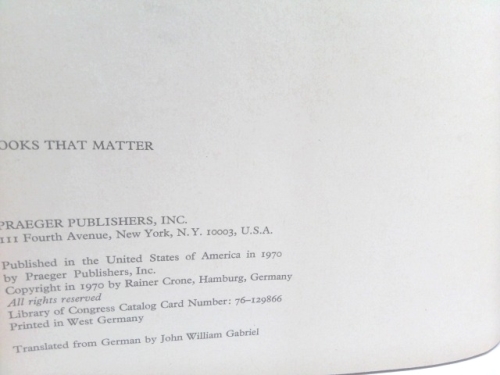 OOKS THAT MATTER
PRAEGER PUBLISHERS, INC.
111 Fourth Avenue, New York, N.Y. 10003, U.S.A.
Published in the United States of America in 1970
by Praeger Publishers, Inc.
Copyright in 1970 by Rainer Crone, Hamburg, Germany
All rights reserved
Library of Congress Catalog Card Number: 76-129866
Printed in West Germany
Translated from German by John William Gabriel